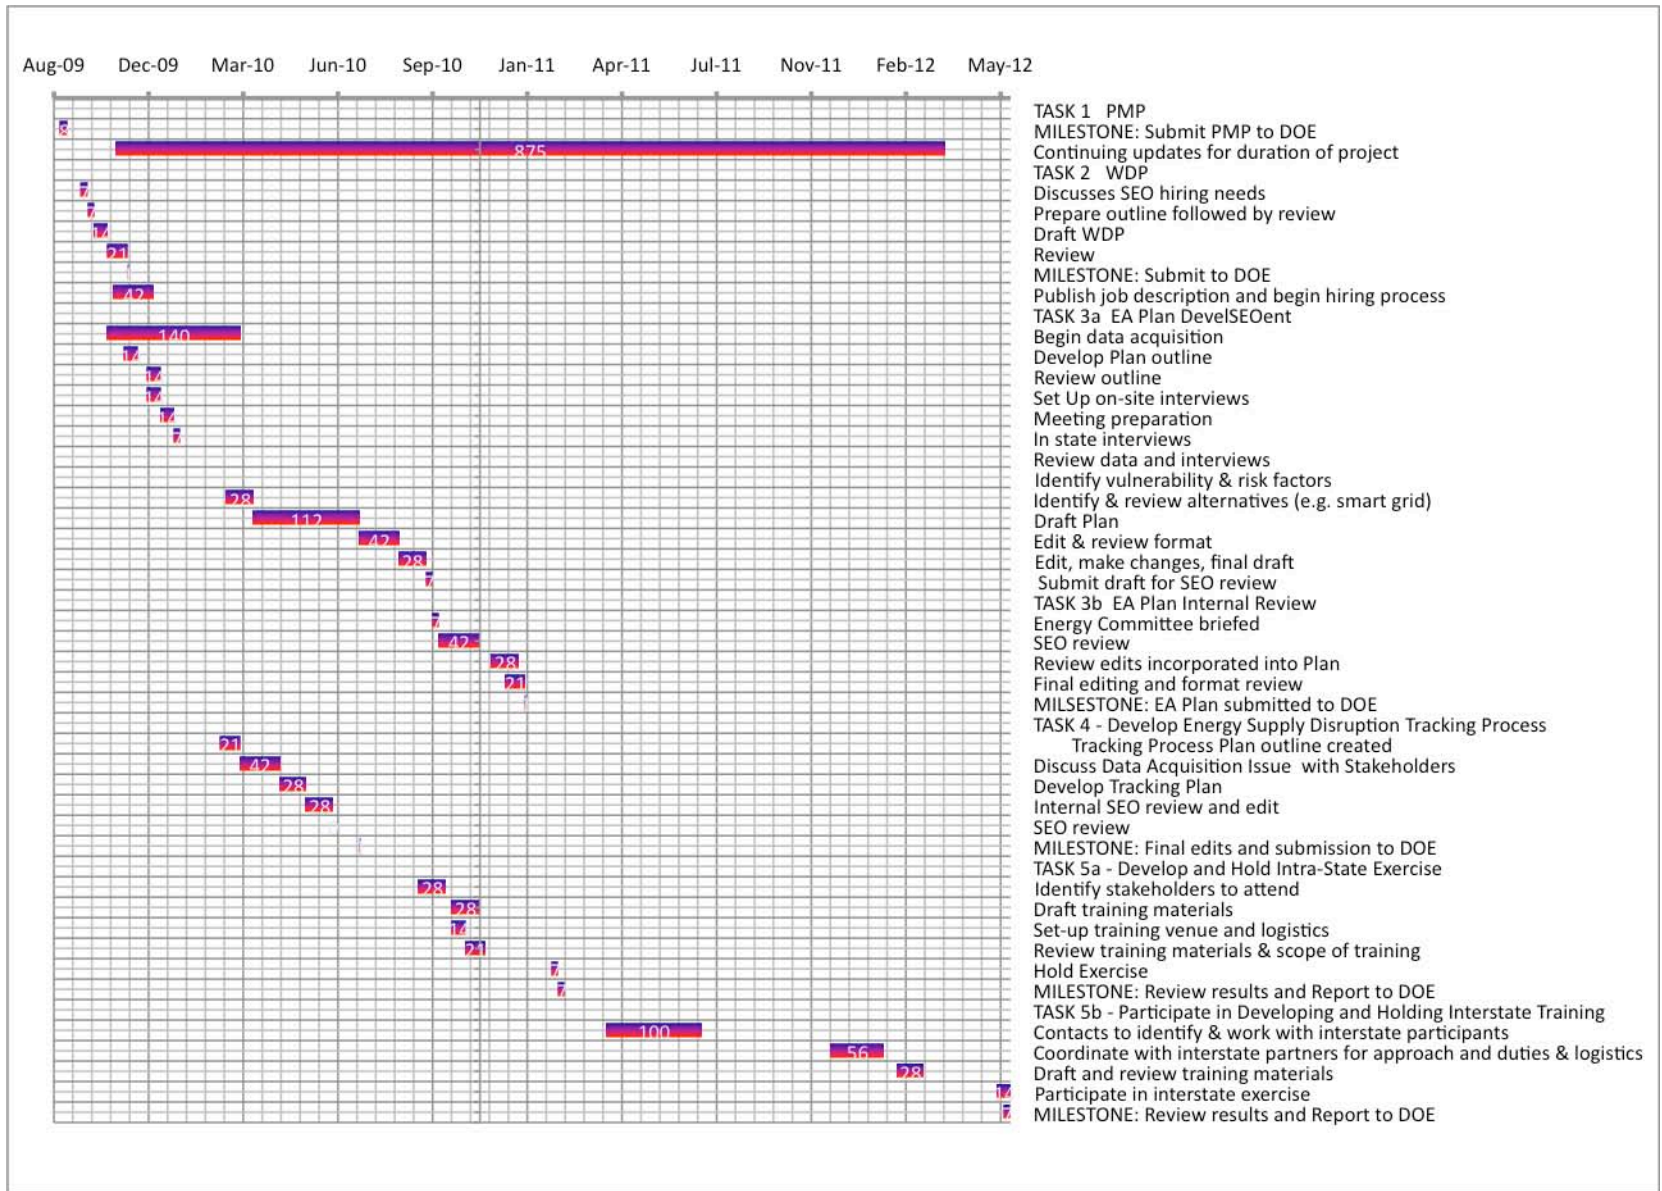 Aug-09 Dec-09 Mar-10 Jun-10 Sep-10 Jan-11 Apr-11 Jul-11 Nov-11 Feb-12 May-12
TASK 1 PMP
8 MILESTONE: Submit PMP to DOE
875 Continuing updates for duration of project
TASK 2 WDP
7 Discusses SEO hiring needs
7 Prepare outline followed by review
14 Draft WDP
21 Review
MILESTONE: Submit to DOE
42 Publish job description and begin hiring process
TASK 3a EA Plan DevelSEOent
140 Begin data acquisition
14 Develop Plan outline
14 Review outline
14 Set Up on-site interviews
14 Meeting preparation
7 In state interviews
Review data and interviews
Identify vulnerability & risk factors
28 Identify & review alternatives (e.g. smart grid)
112 Draft Plan
42 Edit & review format
28 Edit, make changes, final draft
7 Submit draft for SEO review
TASK 3b EA Plan Internal Review
7 Energy Committee briefed
42 SEO review
28 Review edits incorporated into Plan
21 Final editing and format review
MILSESTONE: EA Plan submitted to DOE
TASK 4 - Develop Energy Supply Disruption Tracking Process
21 Tracking Process Plan outline created
42 Discuss Data Acquisition Issue with Stakeholders
28 Develop Tracking Plan
28 Internal SEO review and edit
SEO review
MILESTONE: Final edits and submission to DOE
TASK 5a - Develop and Hold Intra-State Exercise
28 Identify stakeholders to attend
28 Draft training materials
14 Set-up training venue and logistics
21 Review training materials & scope of training
7 Hold Exercise
7 MILESTONE: Review results and Report to DOE
TASK 5b - Participate in Developing and Holding Interstate Training
100 Contacts to identify & work with interstate participants
56 Coordinate with interstate partners for approach and duties & logistics
28 Draft and review training materials
14 Participate in interstate exercise
7 MILESTONE: Review results and Report to DOE